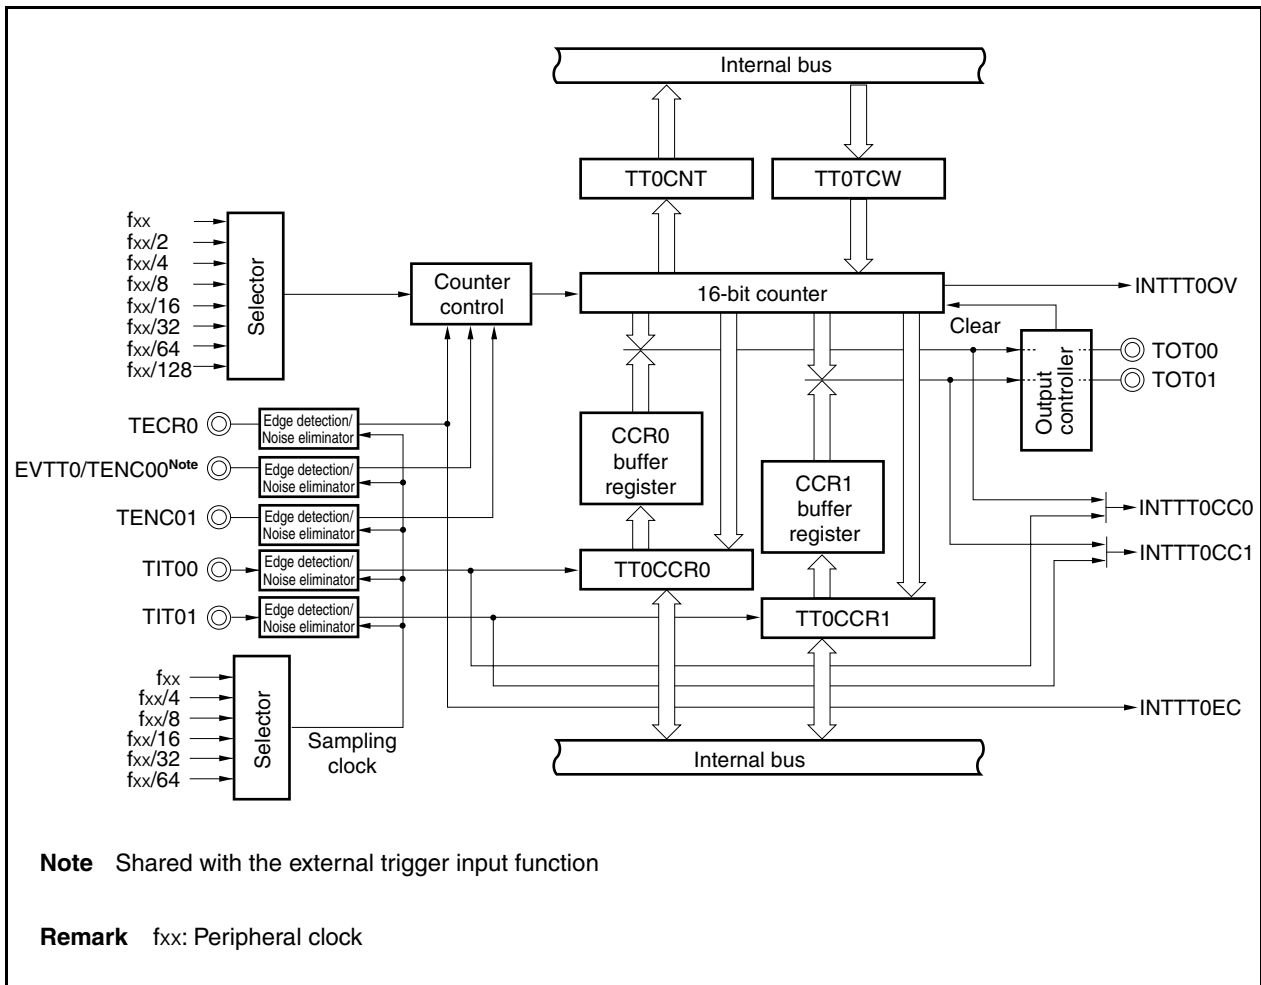 Internal bus
TT0CNT
TT0TCW
fxx
fxx/2
fxx/4
fxx/8
fxx/16
fxx/32
fxx/64
fxx/128
Selector
Counter
control
16-bit counter
INTTT0OV
Clear
TOT00
TOT01
Output
controller
TECR0
Edge detection/
Noise eliminator
EVTT0/TENC00Note
Edge detection/
Noise eliminator
TENC01
Edge detection/
Noise eliminator
TIT00
Edge detection/
Noise eliminator
TIT01
Edge detection/
Noise eliminator
CCR0
buffer
register
CCR1
buffer
register
TT0CCR0
TT0CCR1
INTTT0CC0
INTTT0CC1
INTTT0EC
fxx
fxx/4
fxx/8
fxx/16
fxx/32
fxx/64
Selector
Sampling
clock
Internal bus
Note Shared with the external trigger input function
Remark fxx: Peripheral clock